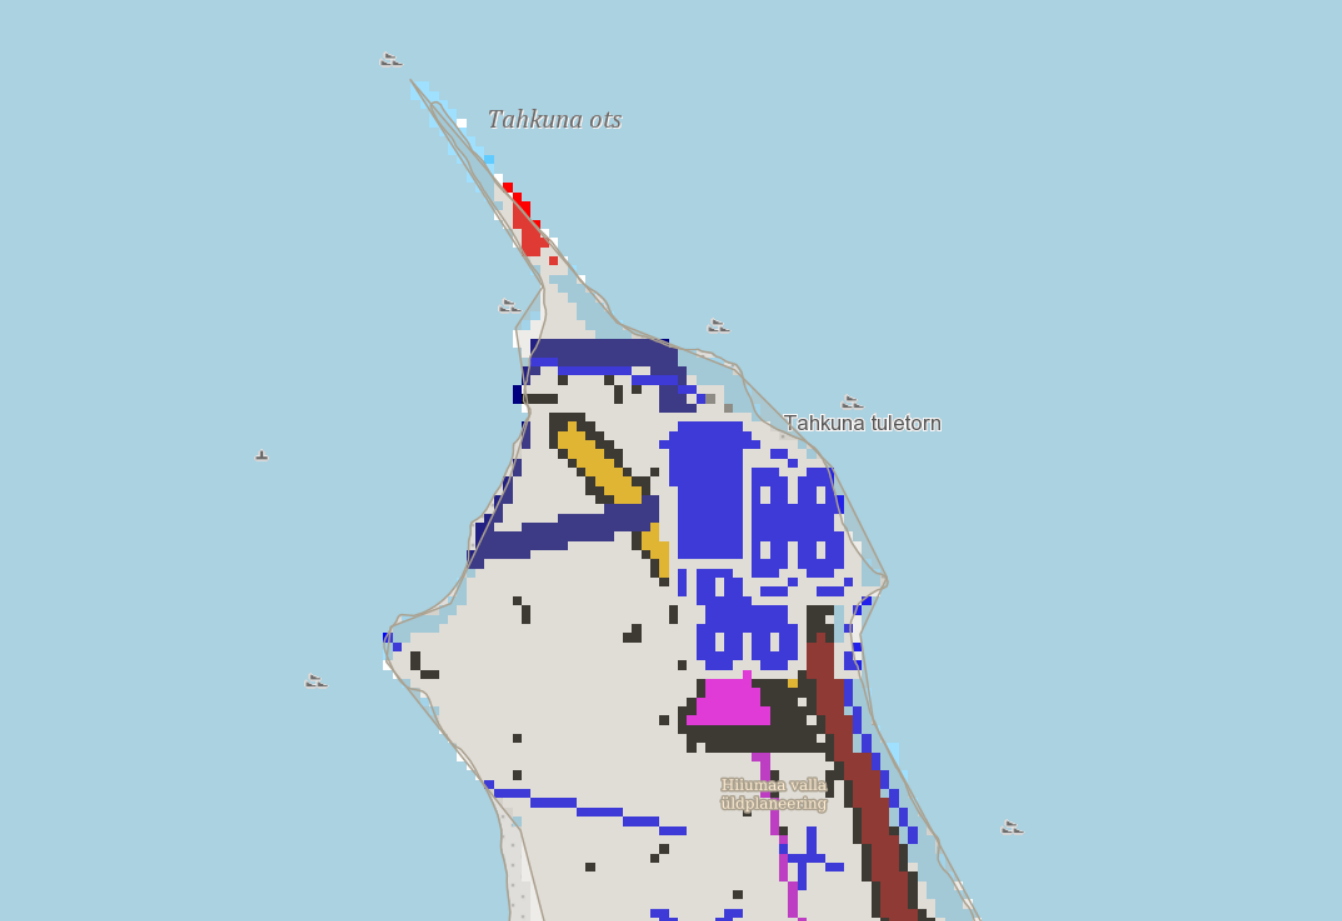 Tahkuna ots
Tahkuna tuletorn
Hiiumaa valla
üldplaneering